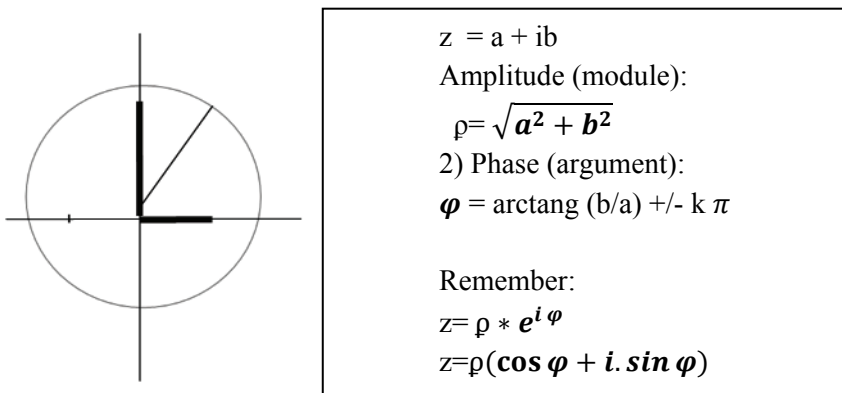 z = a + ib
Amplitude (module):
ρ= √a² + b²
2) Phase (argument):
φ = arctang (b/a) +/- k π
Remember:
z= ρ * e^{i φ}
z=ρ(cos φ + i. sin φ)